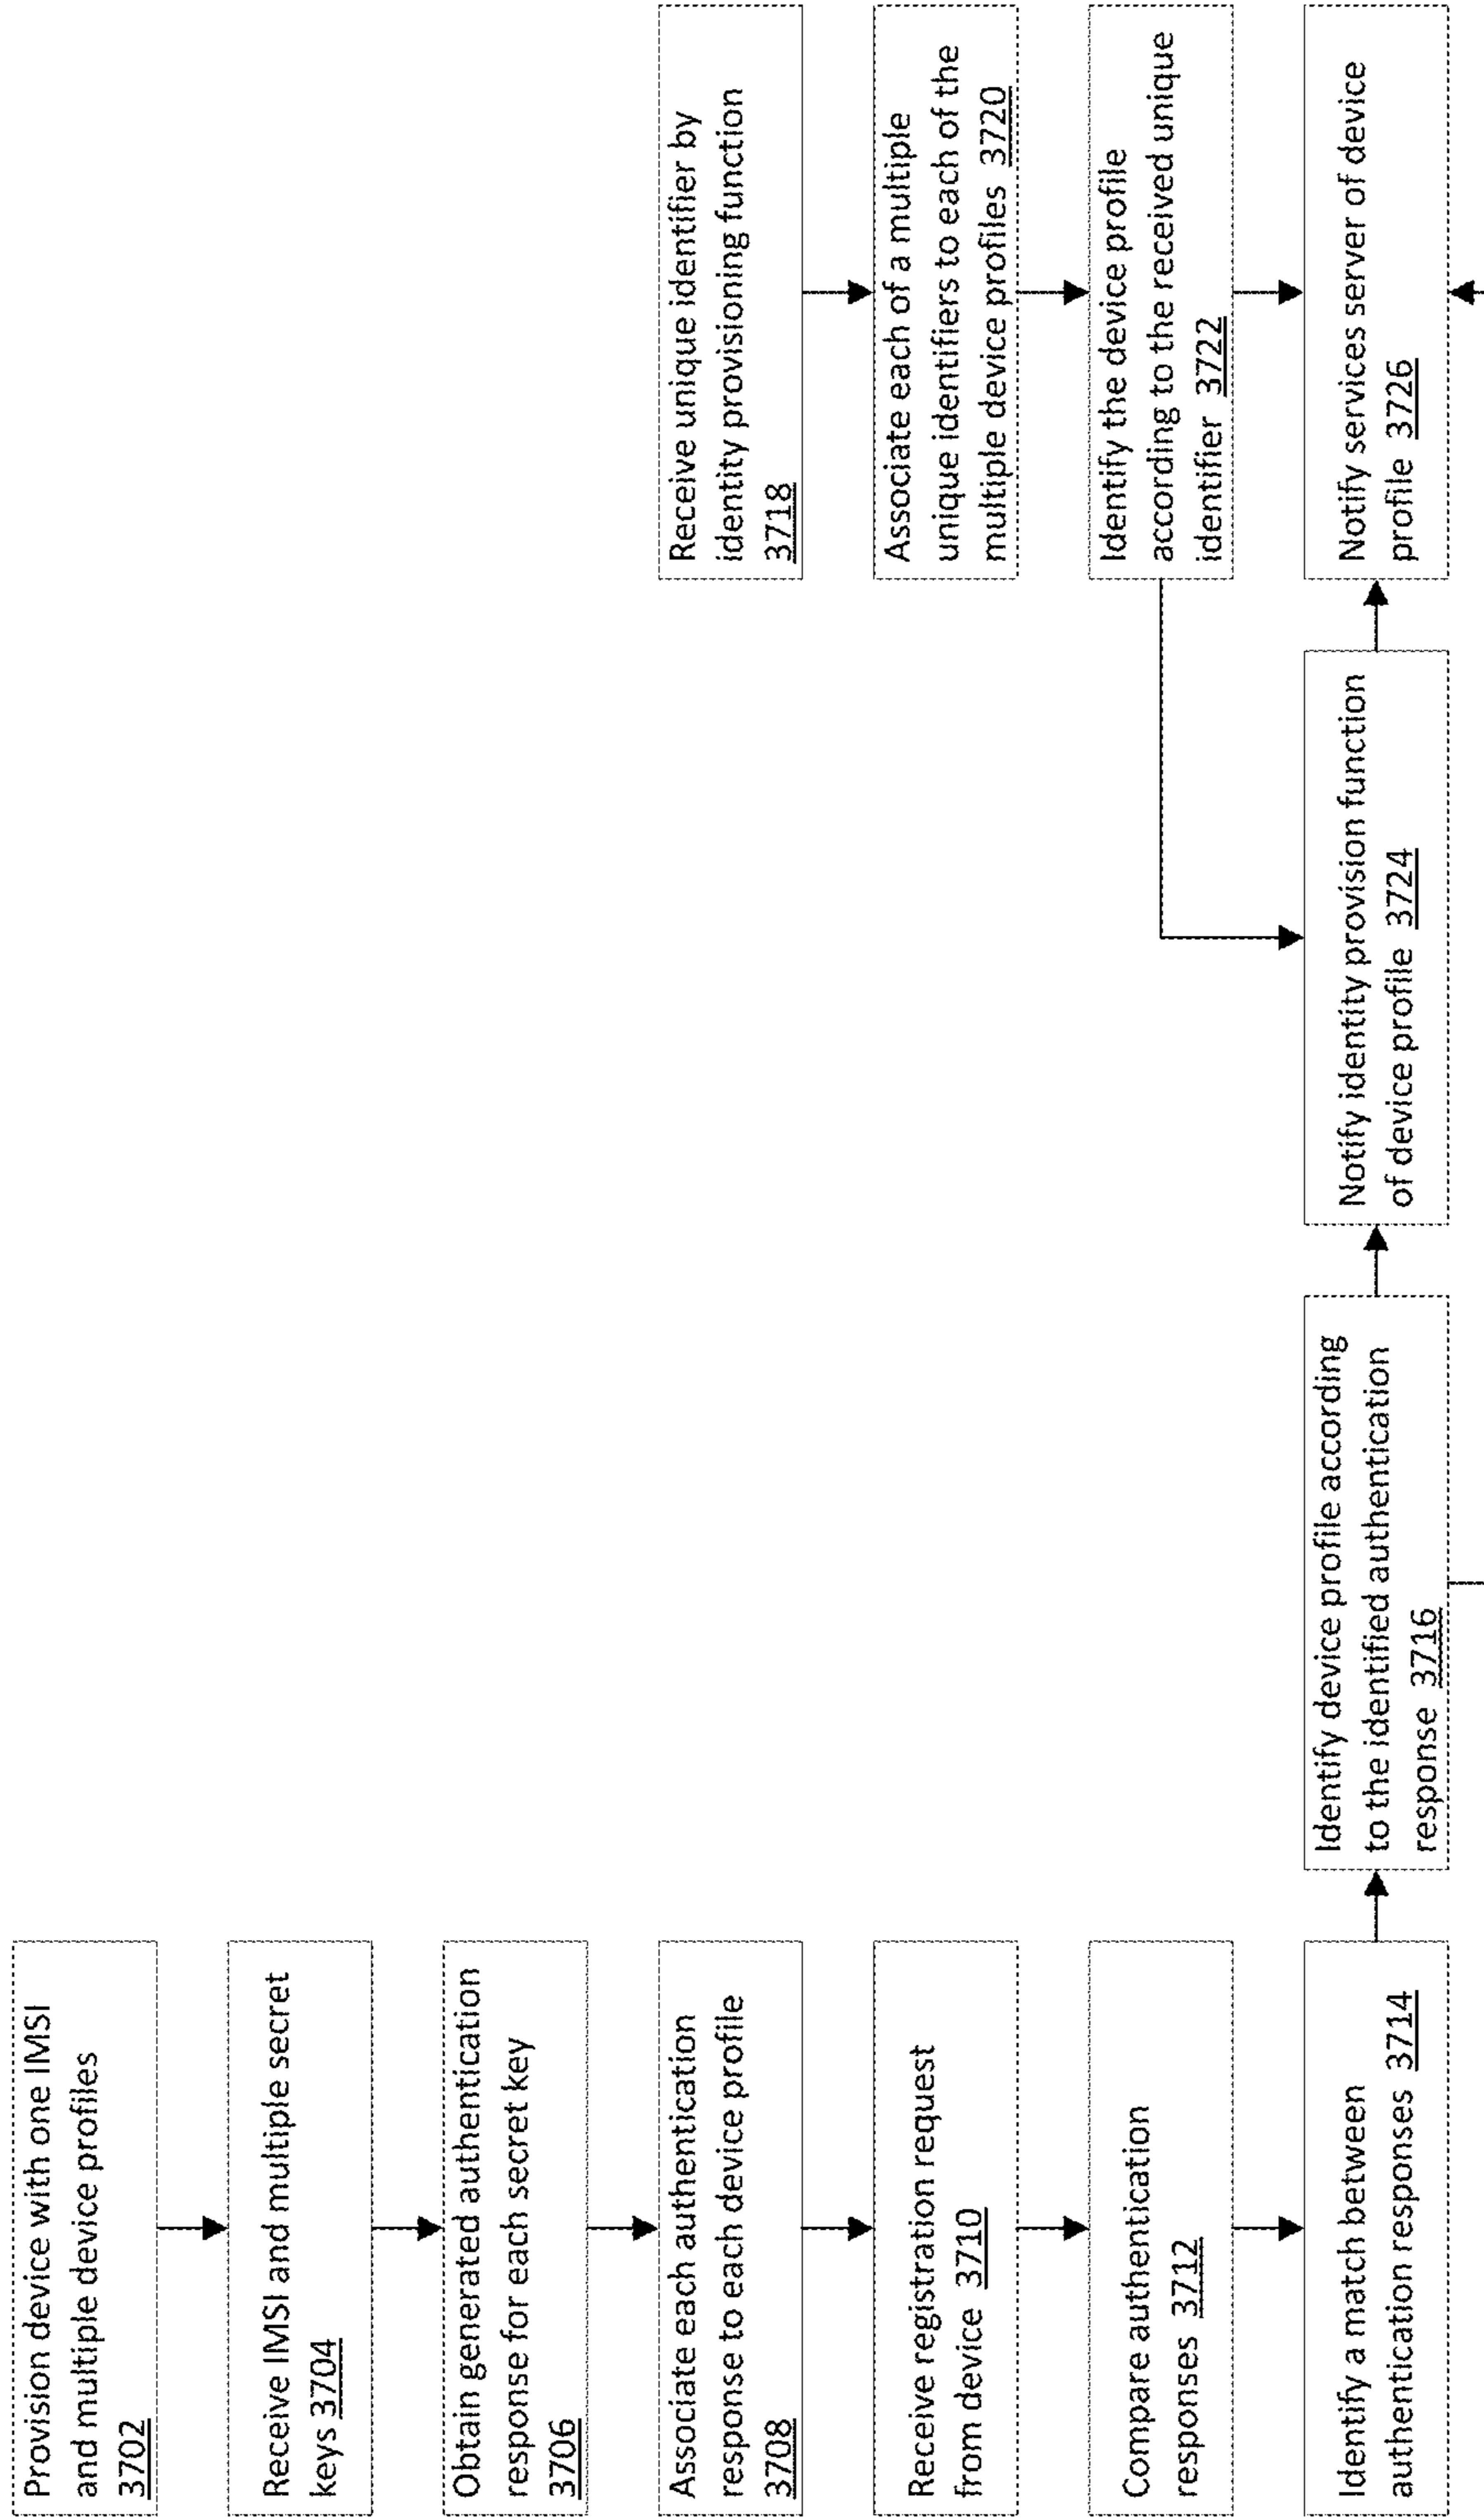 Provision device with one IMSI
and multiple device profiles
3702
Receive IMSI and multiple secret
keys 3704
Obtain generated authentication
response for each secret key
3706
Associate each authentication
response to each device profile
3708
Receive registration request
from device 3710
Compare authentication
responses 3712
Identify a match between
authentication responses 3714
Identify device profile according
to the identified authentication
response 3716
Receive unique identifier by
identity provisioning function
3718
Associate each of a multiple
unique identifiers to each of the
multiple device profiles 3720
Identify the device profile
according to the received unique
identifier 3722
Notify identity provision function
of device profile 3724
Notify services server of device
profile 3726